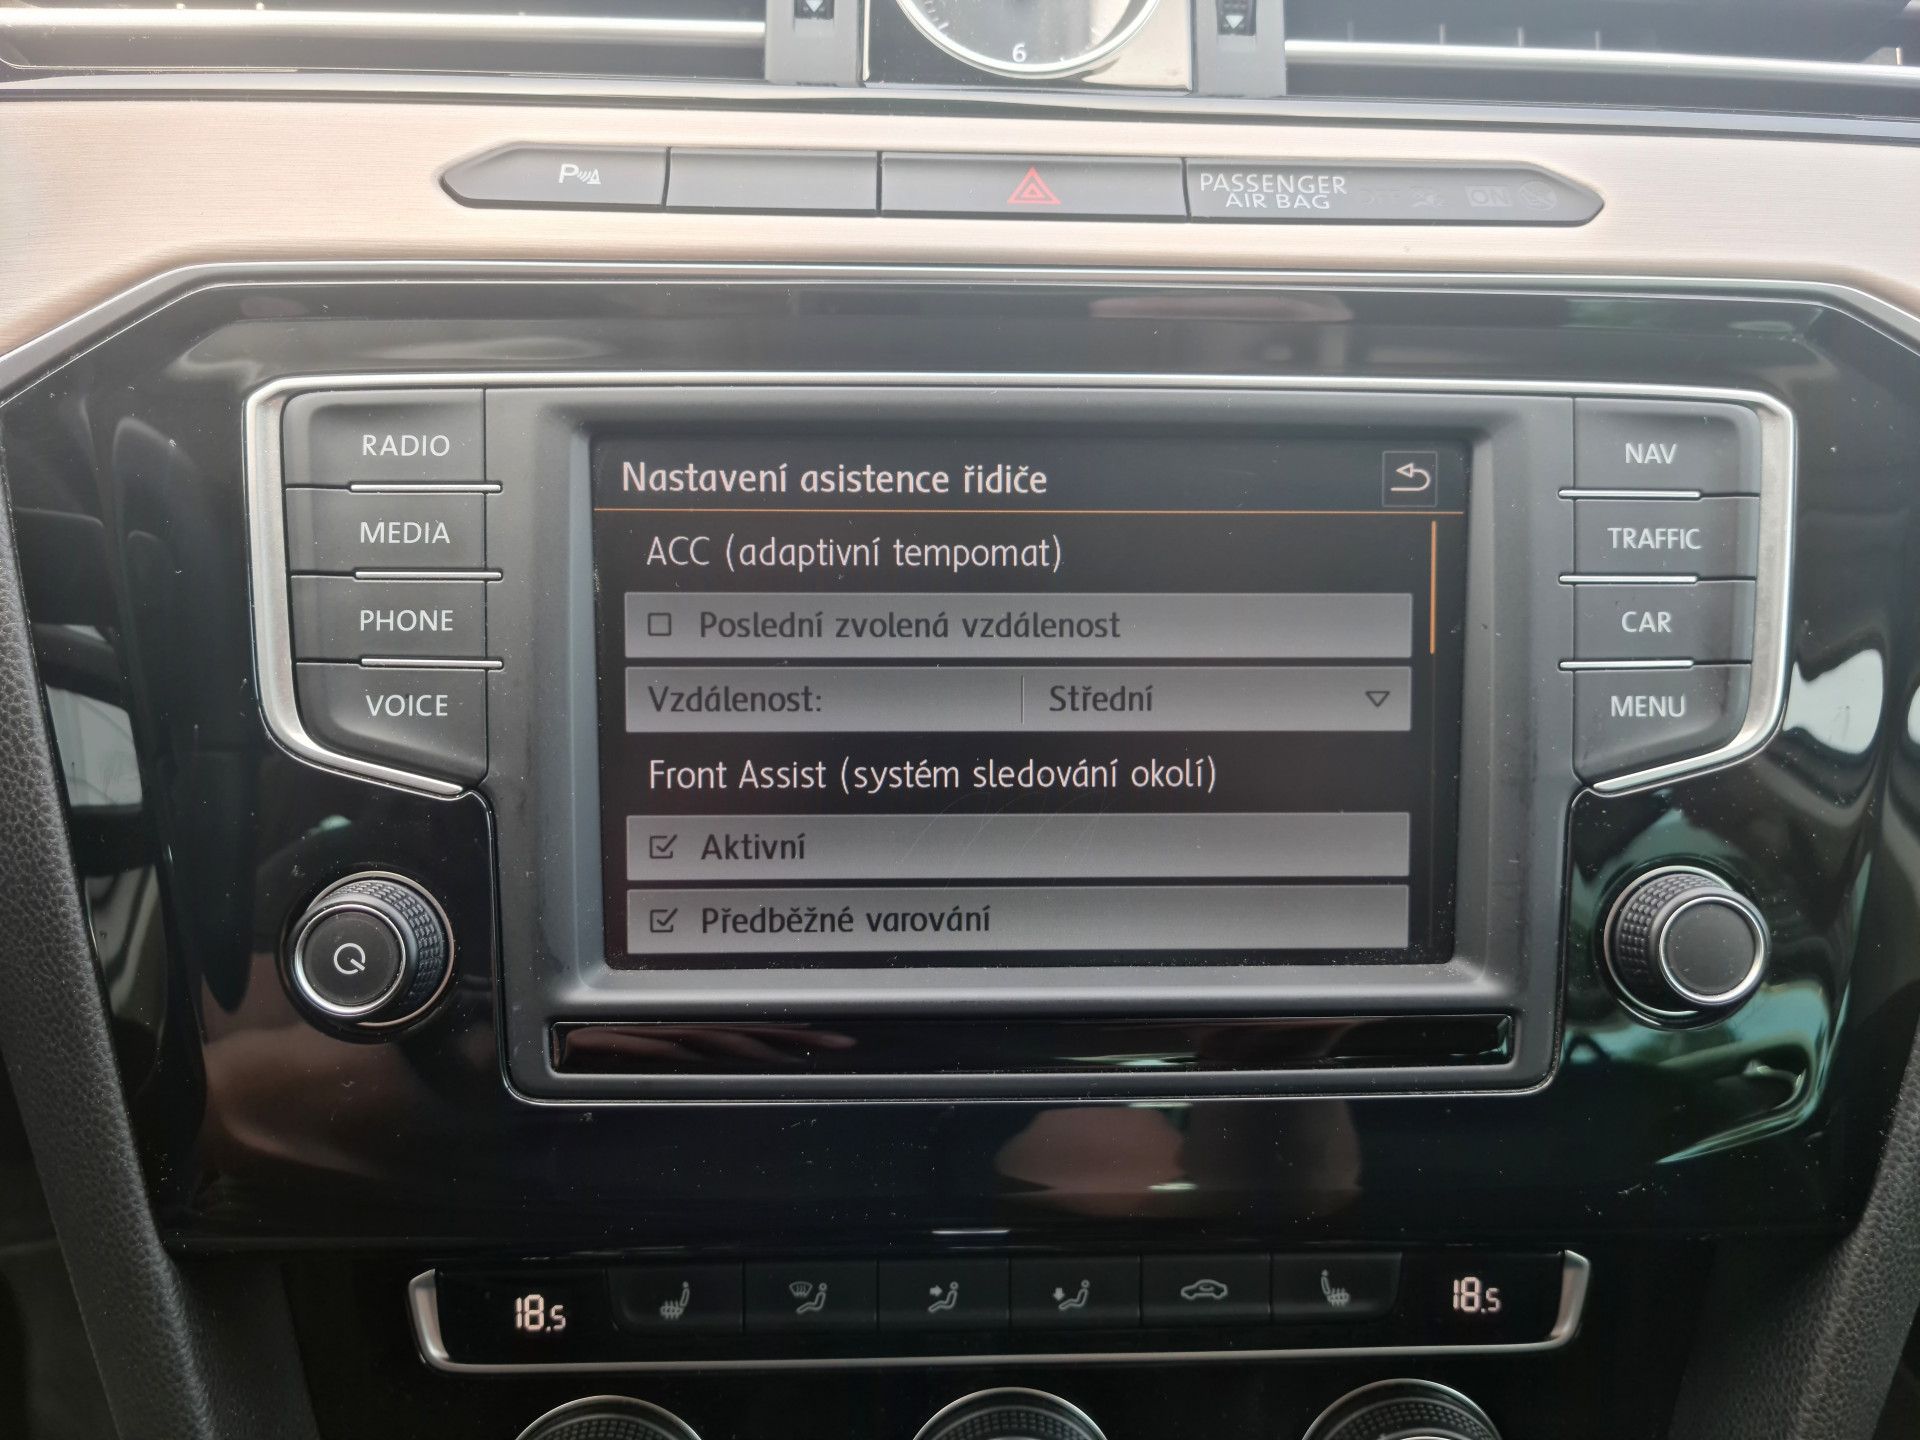 6
P
PASSENGER
AIR BAG
ON
RADIO
MEDIA
PHONE
VOICE
Nastavení asistence řidiče
ACC (adaptivní tempomat)
Poslední zvolená vzdálenost
Vzdálenost: Střední
Front Assist (systém sledování okolí)
Aktivní
Předběžné varování
NAV
TRAFFIC
CAR
MENU
18.5
18.5